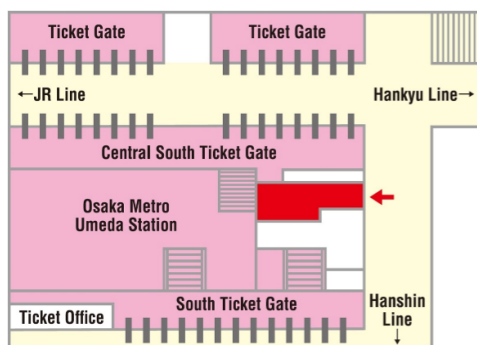 Ticket Gate
Ticket Gate
←JR Line
Hankyu Line→
Central South Ticket Gate
Osaka Metro
Umeda Station
South Ticket Gate
Hanshin
Line
↓
Ticket Office